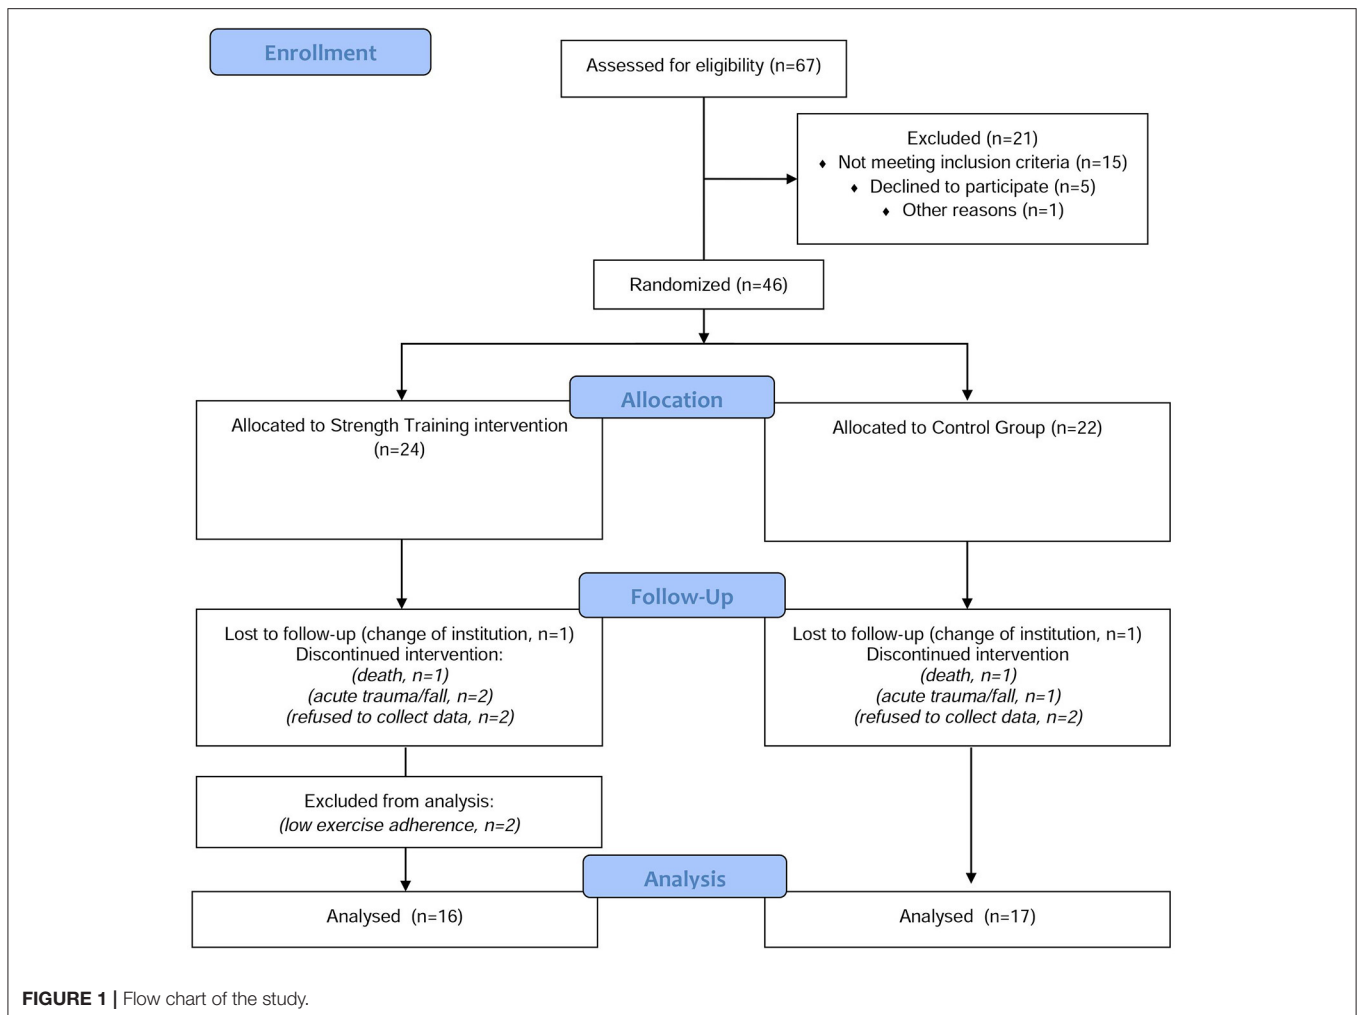 Enrollment
Assessed for eligibility (n=67)
Excluded (n=21)
♦ Not meeting inclusion criteria (n=15)
♦ Declined to participate (n=5)
♦ Other reasons (n=1)
Randomized (n=46)
Allocation
Allocated to Strength Training intervention
(n=24)
Allocated to Control Group (n=22)
Follow-Up
Lost to follow-up (change of institution, n=1)
Discontinued intervention:
(death, n=1)
(acute trauma/fall, n=2)
(refused to collect data, n=2)
Lost to follow-up (change of institution, n=1)
Discontinued intervention
(death, n=1)
(acute trauma/fall, n=1)
(refused to collect data, n=2)
Excluded from analysis:
(low exercise adherence, n=2)
Analysis
Analysed (n=16)
Analysed (n=17)
FIGURE 1 | Flow chart of the study.